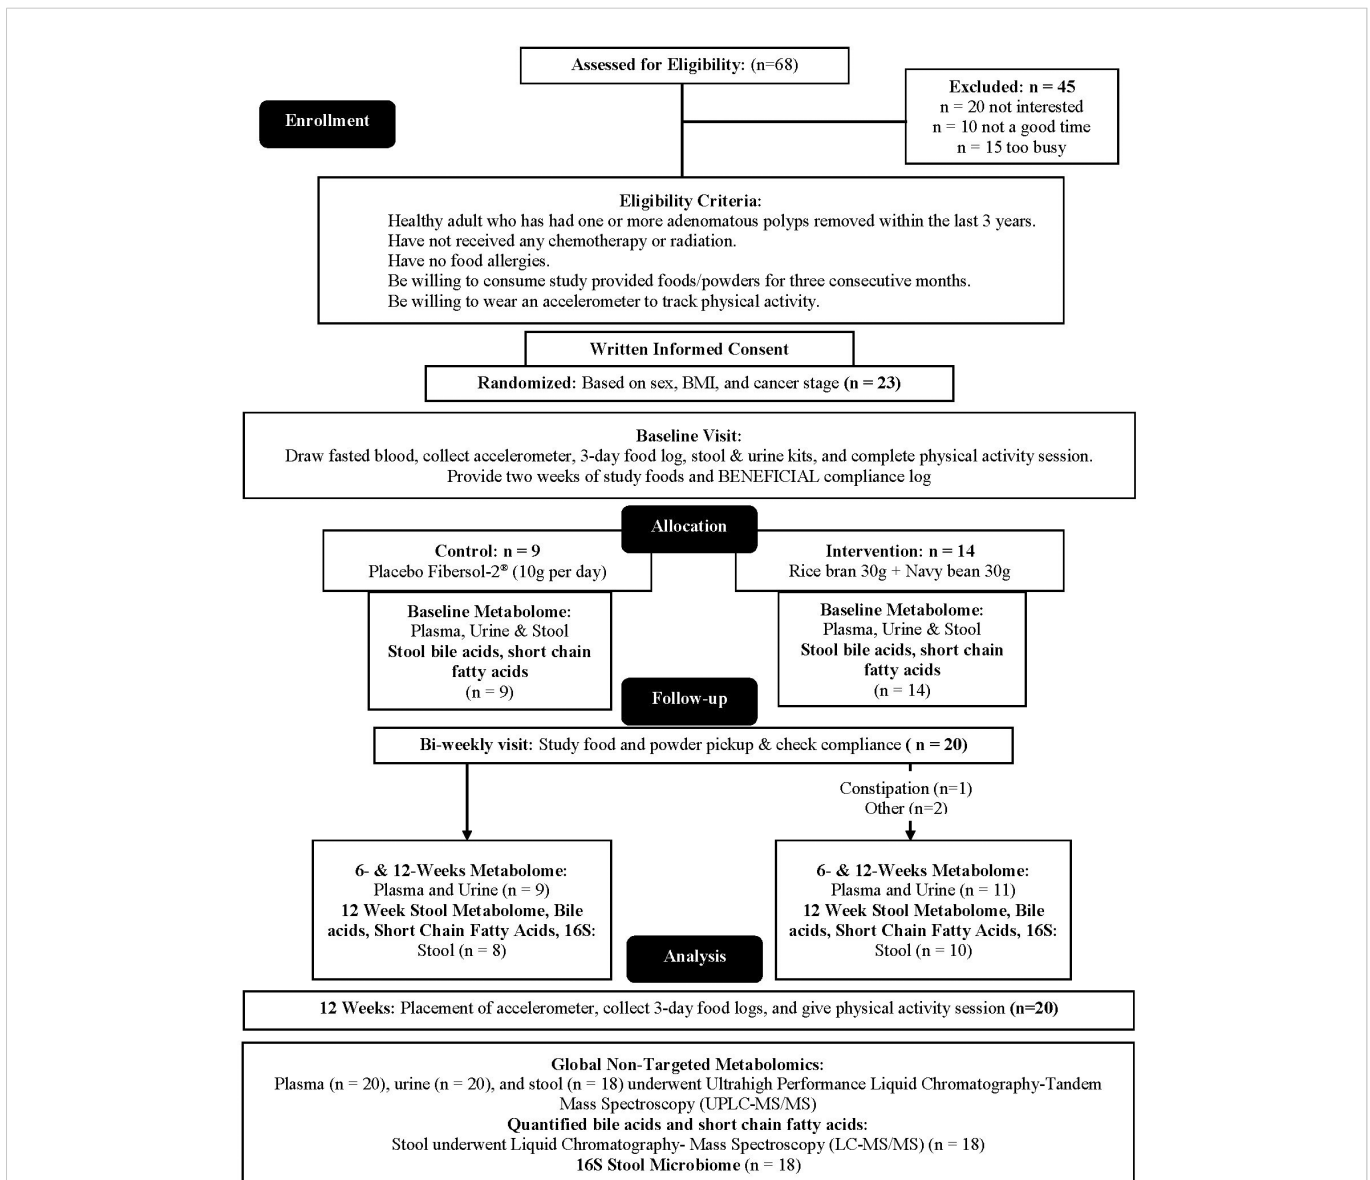 Assessed for Eligibility: (n=68)
Excluded: n = 45
n = 20 not interested
n = 10 not a good time
n = 15 too busy
Enrollment
Eligibility Criteria:
Healthy adult who has had one or more adenomatous polyps removed within the last 3 years.
Have not received any chemotherapy or radiation.
Have no food allergies.
Be willing to consume study provided foods/powders for three consecutive months.
Be willing to wear an accelerometer to track physical activity.
Written Informed Consent
Randomized: Based on sex, BMI, and cancer stage (n = 23)
Baseline Visit:
Draw fasted blood, collect accelerometer, 3-day food log, stool & urine kits, and complete physical activity session.
Provide two weeks of study foods and BENEFICIAL compliance log
Allocation
Control: n = 9
Placebo Fibersol-2® (10g per day)
Intervention: n = 14
Rice bran 30g + Navy bean 30g
Baseline Metabolome:
Plasma, Urine & Stool
Stool bile acids, short chain
fatty acids
(n = 9)
Baseline Metabolome:
Plasma, Urine & Stool
Stool bile acids, short chain
fatty acids
(n = 14)
Follow-up
Bi-weekly visit: Study food and powder pickup & check compliance ( n = 20)
Constipation (n=1)
Other (n=2)
6- & 12-Weeks Metabolome:
Plasma and Urine (n = 9)
12 Week Stool Metabolome, Bile
acids, Short Chain Fatty Acids, 16S:
Stool (n = 8)
6- & 12-Weeks Metabolome:
Plasma and Urine (n = 11)
12 Week Stool Metabolome, Bile
acids, Short Chain Fatty Acids, 16S:
Stool (n = 10)
Analysis
12 Weeks: Placement of accelerometer, collect 3-day food logs, and give physical activity session (n=20)
Global Non-Targeted Metabolomics:
Plasma (n = 20), urine (n = 20), and stool (n = 18) underwent Ultrahigh Performance Liquid Chromatography-Tandem
Mass Spectroscopy (UPLC-MS/MS)
Quantified bile acids and short chain fatty acids:
Stool underwent Liquid Chromatography- Mass Spectroscopy (LC-MS/MS) (n = 18)
16S Stool Microbiome (n = 18)